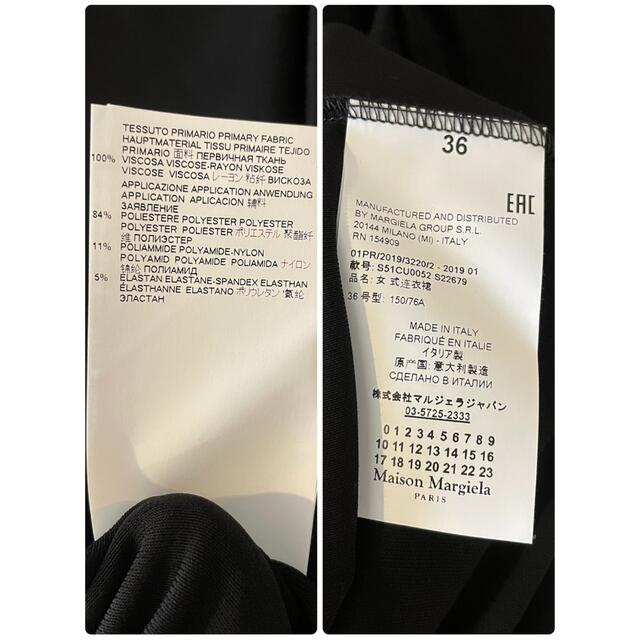 TESSUTO PRIMARIO PRIMARY FABRIC
HAUPTMATERIAL TISSU PRIMAIRE TEJIDO
PRIMARIO 面料 ПЕРВИЧНАЯ ТКАНЬ
100% VISCOSA VISCOSE-RAYON VISKOSE
VISCOSE VISCOSA レーヨン 粘纤 ВИСКОЗА
APPLICAZIONE APPLICATION ANWENDUNG
APPLICATION APLICACION 辅料
ЗАЯВЛЕНИЕ
84% POLIESTERE POLYESTER POLYESTER
POLYESTER POLIESTER ポリエステル 聚酯纤
维 ПОЛИЭСТЕР
11% POLIAMMIDE POLYAMIDE-NYLON
POLYAMID POLYAMIDE POLIAMIDA ナイロン
锦纶 ПОЛИАМИД
5% ELASTAN ELASTANE-SPANDEX ELASTHAN
ÉLASTHANNE ELASTANO ポリウレタン 氨纶
ЭЛАСТАН
36
EAC
MANUFACTURED AND DISTRIBUTED
BY MARGIELA GROUP S.R.L.
20144 MILANO (MI) - ITALY
RN 154909
01PR/2019/3220/2 - 2019 01
款号: S51CU0052 S22679
品名: 女式连衣裙
36 号型: 150/76A
MADE IN ITALY
FABRIQUÉ EN ITALIE
イタリア製
原产国: 意大利製造
СДЕЛАНО В ИТАЛИИ
株式会社マルジェラジャパン
03-5725-2333
0 1 2 3 4 5 6 7 8 9
10 11 12 13 14 15 16
17 18 19 20 21 22 23
Maison Margiela
PARIS